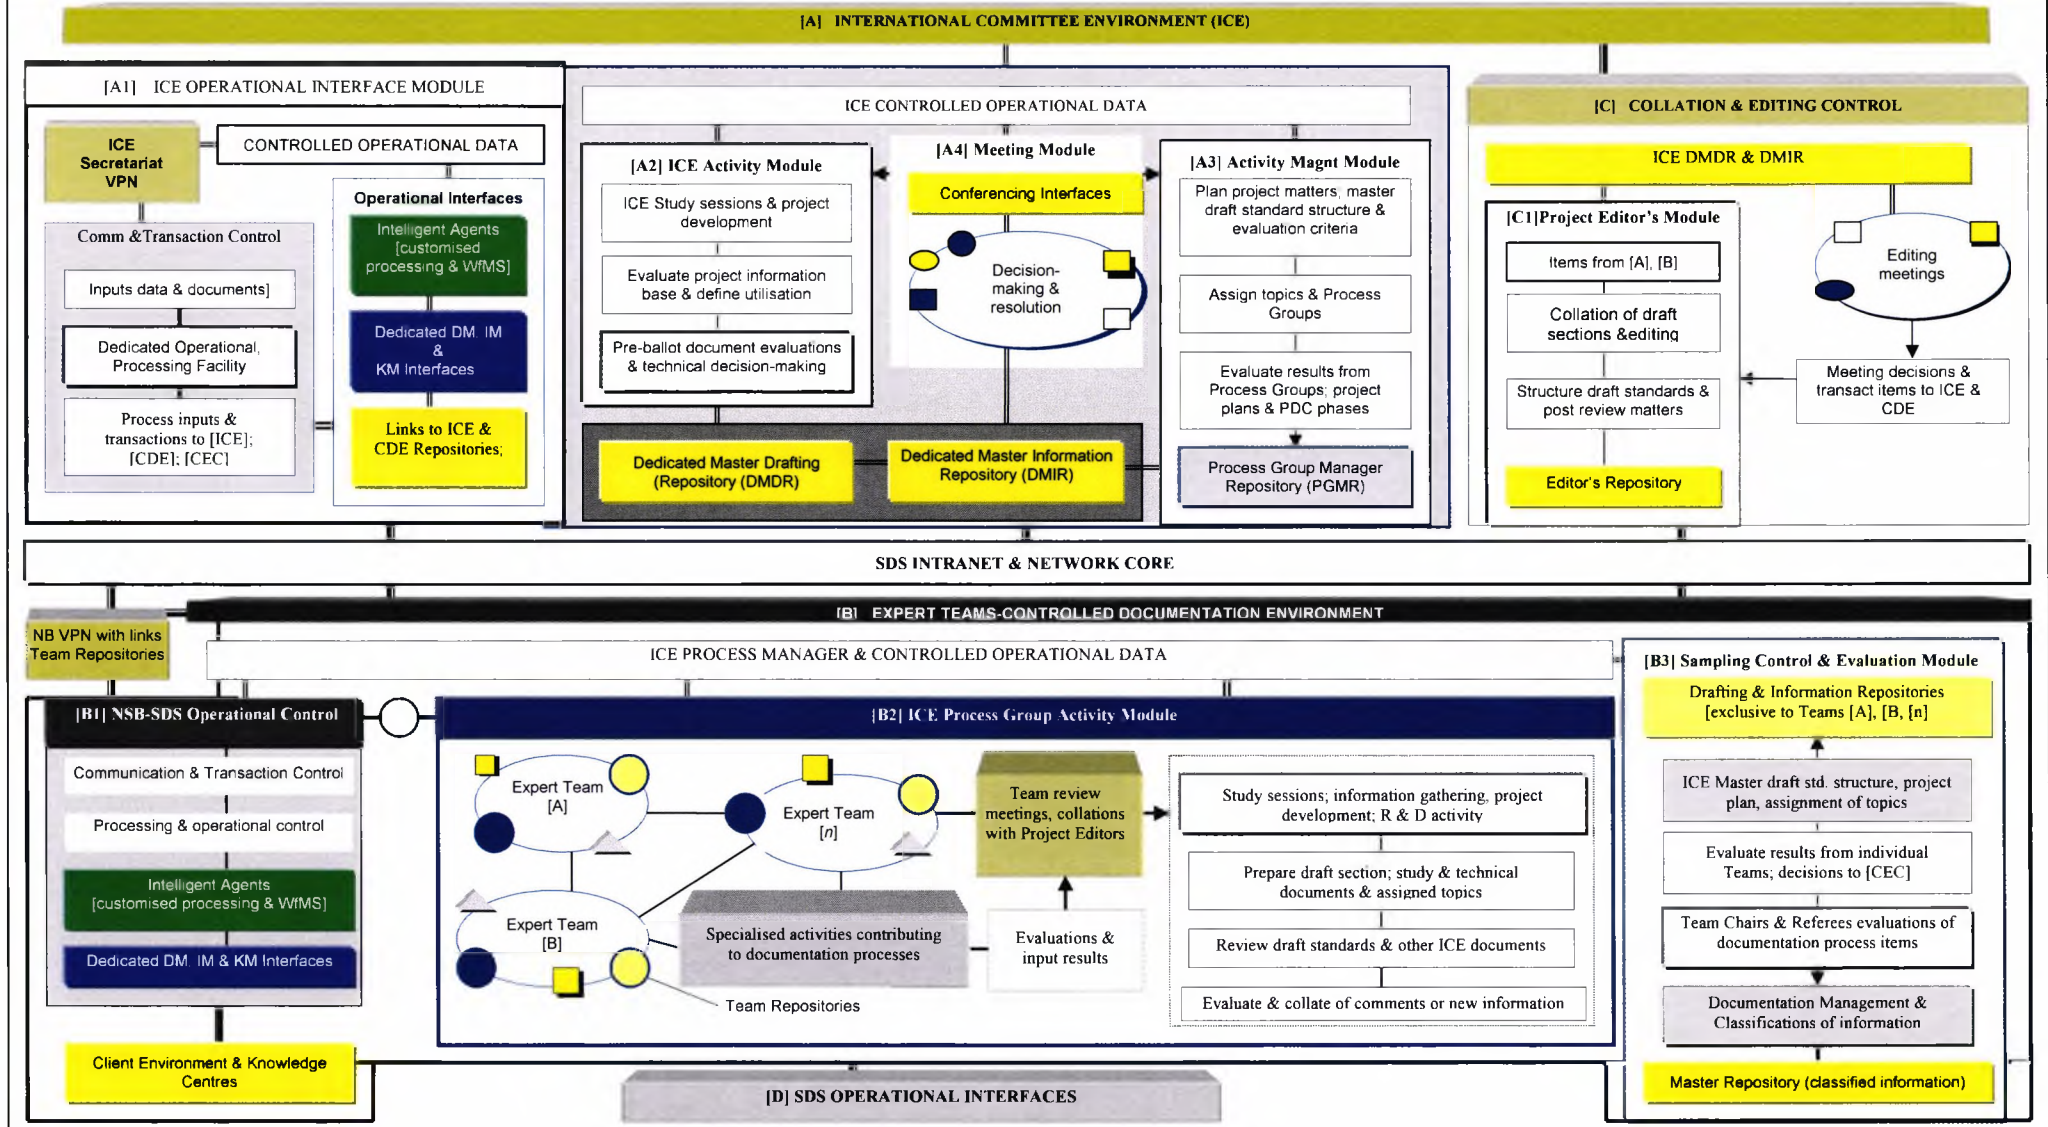 [A] INTERNATIONAL COMMITTEE ENVIRONMENT (ICE)
[A1] ICE OPERATIONAL INTERFACE MODULE
ICE
Secretariat
VPN
CONTROLLED OPERATIONAL DATA
Comm &Transaction Control
Inputs data & documents]
Dedicated Operational,
Processing Facility
Process inputs &
transactions to [ICE];
[CDE]; [CEC]
Operational Interfaces
Intelligent Agents
[customised
processing & WfMS]
Dedicated DM, IM
&
KM Interfaces
Links to ICE &
CDE Repositories;
ICE CONTROLLED OPERATIONAL DATA
[A2] ICE Activity Module
ICE Study sessions & project
development
Evaluate project information
base & define utilisation
Pre-ballot document evaluations
& technical decision-making
[A4] Meeting Module
Conferencing Interfaces
Decision-
making &
resolution
[A3] Activity Magnt Module
Plan project matters; master
draft standard structure &
evaluation criteria
Assign topics & Process
Groups
Evaluate results from
Process Groups; project
plans & PDC phases
Process Group Manager
Repository (PGMR)
Dedicated Master Drafting
(Repository (DMDR)
Dedicated Master Information
Repository (DMIR)
[C] COLLATION & EDITING CONTROL
ICE DMDR & DMIR
[C1]Project Editor's Module
Items from [A], [B]
Collation of draft
sections &editing
Structure draft standards &
post review matters
Editor's Repository
Editing
meetings
Meeting decisions &
transact items to ICE &
CDE
SDS INTRANET & NETWORK CORE
[B] EXPERT TEAMS-CONTROLLED DOCUMENTATION ENVIRONMENT
NB VPN with links
Team Repositories
ICE PROCESS MANAGER & CONTROLLED OPERATIONAL DATA
[B1] NSB-SDS Operational Control
Communication & Transaction Control
Processing & operational control
Intelligent Agents
[customised processing & WfMS]
Dedicated DM, IM & KM Interfaces
Client Environment & Knowledge
Centres
[B2] ICE Process Group Activity Module
Expert Team
[A]
Expert Team
[n]
Expert Team
[B]
Team Repositories
Specialised activities contributing
to documentation processes
Team review
meetings, collations
with Project Editors
Evaluations &
input results
Study sessions; information gathering, project
development; R & D activity
Prepare draft section; study & technical
documents & assigned topics
Review draft standards & other ICE documents
Evaluate & collate of comments or new information
[B3] Sampling Control & Evaluation Module
Drafting & Information Repositories
[exclusive to Teams [A], [B, [n]
ICE Master draft std. structure, project
plan, assignment of topics
Evaluate results from individual
Teams; decisions to [CEC]
Team Chairs & Referees evaluations of
documentation process items
Documentation Management &
Classifications of information
Master Repository (classified information)
[D] SDS OPERATIONAL INTERFACES